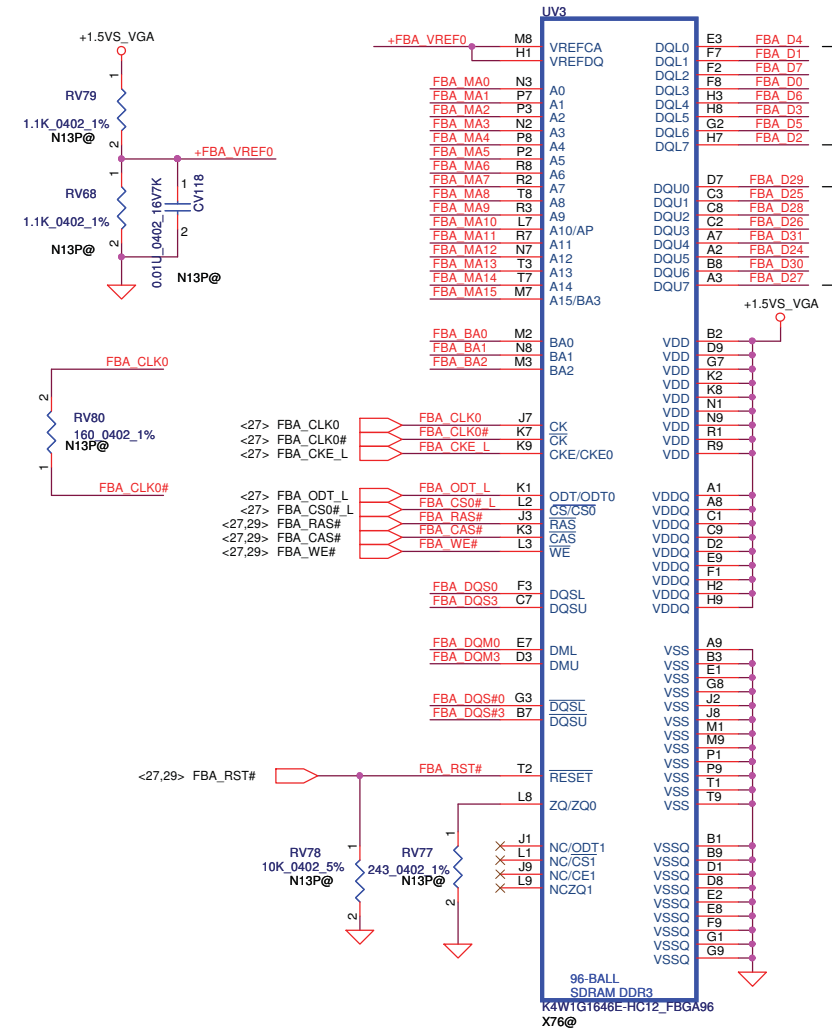 UV3
+1.5VS_VGA
1
RV79
1.1K_0402_1%
N13P@
2
+FBA_VREF0
1
RV68
1.1K_0402_1%
N13P@
2
1
2
0.01U_0402_16V7K
CV118
N13P@
FBA_CLK0
2
RV80
160_0402_1%
N13P@
1
FBA_CLK0#
+FBA_VREF0 M8 VREFCA
H1 VREFDQ
FBA_MA0 N3 A0
FBA_MA1 P7 A1
FBA_MA2 P3 A2
FBA_MA3 N2 A3
FBA_MA4 P8 A4
FBA_MA5 P2 A5
FBA_MA6 R8 A6
FBA_MA7 R2 A7
FBA_MA8 T8 A8
FBA_MA9 R3 A9
FBA_MA10 L7 A10/AP
FBA_MA11 R7 A11
FBA_MA12 N7 A12
FBA_MA13 T3 A13
FBA_MA14 T7 A14
FBA_MA15 M7 A15/BA3
FBA_BA0 M2 BA0
FBA_BA1 N8 BA1
FBA_BA2 M3 BA2
<27> FBA_CLK0 FBA_CLK0 J7 CK
<27> FBA_CLK0# FBA_CLK0# K7 CK
<27> FBA_CKE_L FBA_CKE_L K9 CKE/CKE0
<27> FBA_ODT_L FBA_ODT_L K1 ODT/ODT0
<27> FBA_CS0#_L FBA_CS0#_L L2 CS/CS0
<27,29> FBA_RAS# FBA_RAS# J3 RAS
<27,29> FBA_CAS# FBA_CAS# K3 CAS
<27,29> FBA_WE# FBA_WE# L3 WE
FBA_DQS0 F3 DQSL
FBA_DQS3 C7 DQSU
FBA_DQM0 E7 DML
FBA_DQM3 D3 DMU
FBA_DQS#0 G3 DQSL
FBA_DQS#3 B7 DQSU
<27,29> FBA_RST# FBA_RST# T2 RESET
L8 ZQ/ZQ0
1
RV78
10K_0402_5%
N13P@
2
1
RV77
243_0402_1%
N13P@
2
J1 NC/ODT1
L1 NC/CS1
J9 NC/CE1
L9 NCZQ1
DQL0 E3 FBA_D4
DQL1 F7 FBA_D1
DQL2 F2 FBA_D7
DQL3 F8 FBA_D0
DQL4 H3 FBA_D6
DQL5 H8 FBA_D3
DQL6 G2 FBA_D5
DQL7 H7 FBA_D2
DQU0 D7 FBA_D29
DQU1 C3 FBA_D25
DQU2 C8 FBA_D28
DQU3 C2 FBA_D26
DQU4 A7 FBA_D31
DQU5 A2 FBA_D24
DQU6 B8 FBA_D30
DQU7 A3 FBA_D27
+1.5VS_VGA
VDD B2
VDD D9
VDD G7
VDD K2
VDD K8
VDD N1
VDD N9
VDD R1
VDD R9
VDDQ A1
VDDQ A8
VDDQ C1
VDDQ C9
VDDQ D2
VDDQ E9
VDDQ F1
VDDQ H2
VDDQ H9
VSS A9
VSS B3
VSS E1
VSS G8
VSS J2
VSS J8
VSS M1
VSS M9
VSS P1
VSS P9
VSS T1
VSS T9
VSSQ B1
VSSQ B9
VSSQ D1
VSSQ D8
VSSQ E2
VSSQ E8
VSSQ F9
VSSQ G1
VSSQ G9
96-BALL
SDRAM DDR3
K4W1G1646E-HC12_FBGA96
X76@